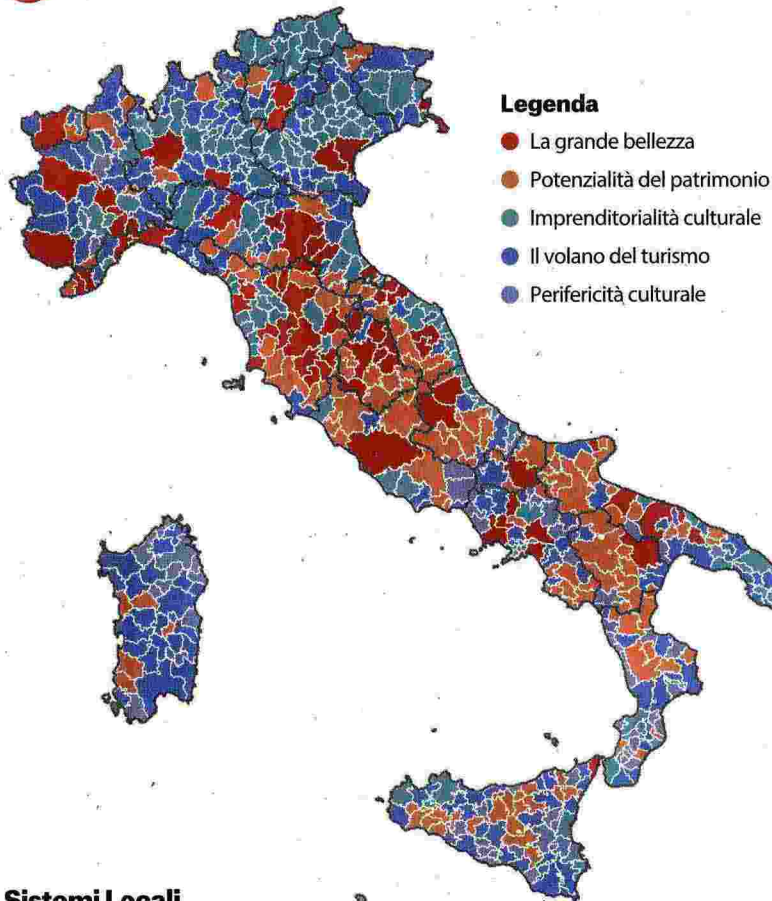 Legenda
La grande bellezza
Potenzialità del patrimonio
Imprenditorialità culturale
Il volano del turismo
Perifericità culturale
Sistemi Locali